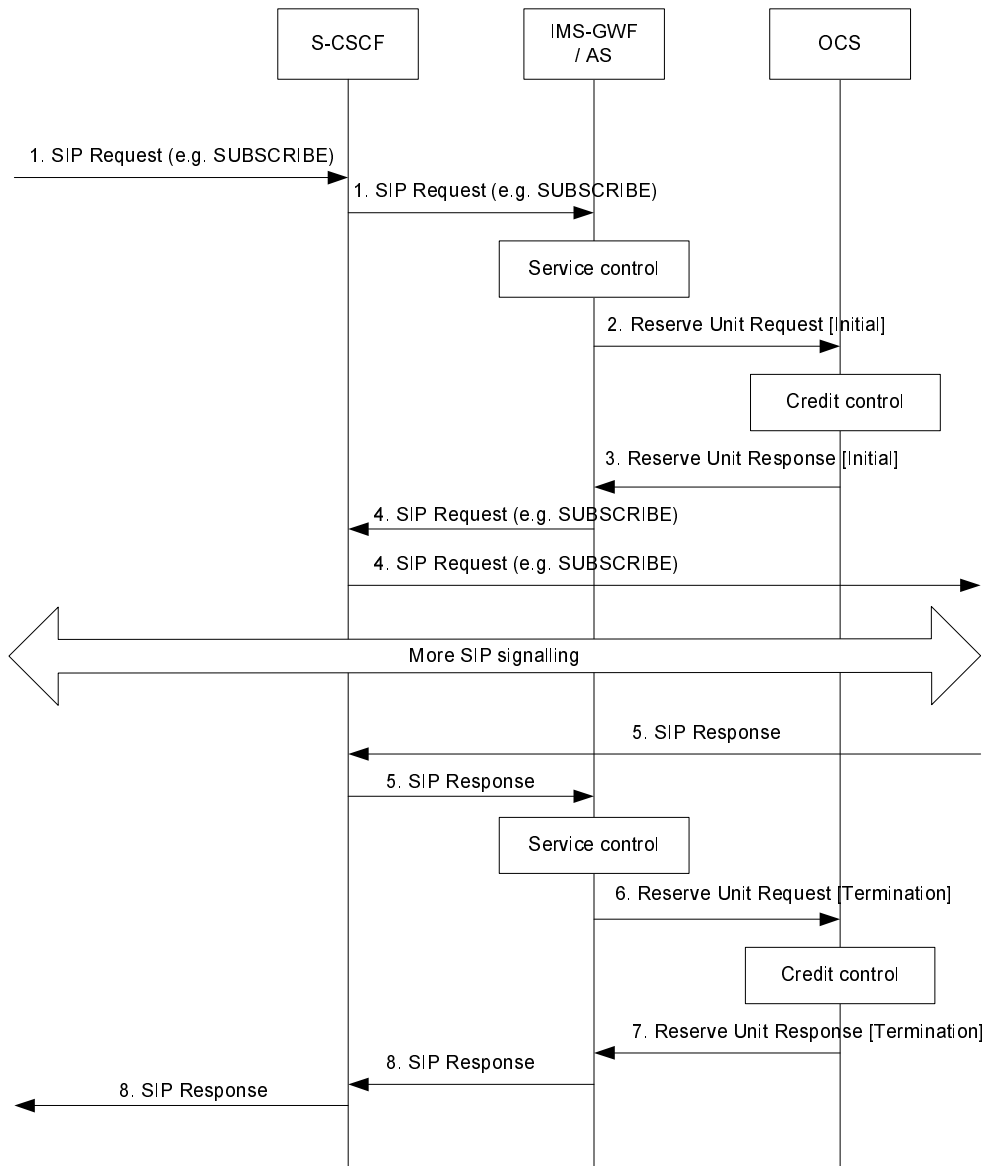 S-CSCF
IMS-GWF
/ AS
OCS
1. SIP Request (e.g. SUBSCRIBE)
1. SIP Request (e.g. SUBSCRIBE)
Service control
2. Reserve Unit Request [Initial]
Credit control
3. Reserve Unit Response [Initial]
4. SIP Request (e.g. SUBSCRIBE)
4. SIP Request (e.g. SUBSCRIBE)
More SIP signalling
5. SIP Response
5. SIP Response
Service control
6. Reserve Unit Request [Termination]
Credit control
7. Reserve Unit Response [Termination]
8. SIP Response
8. SIP Response